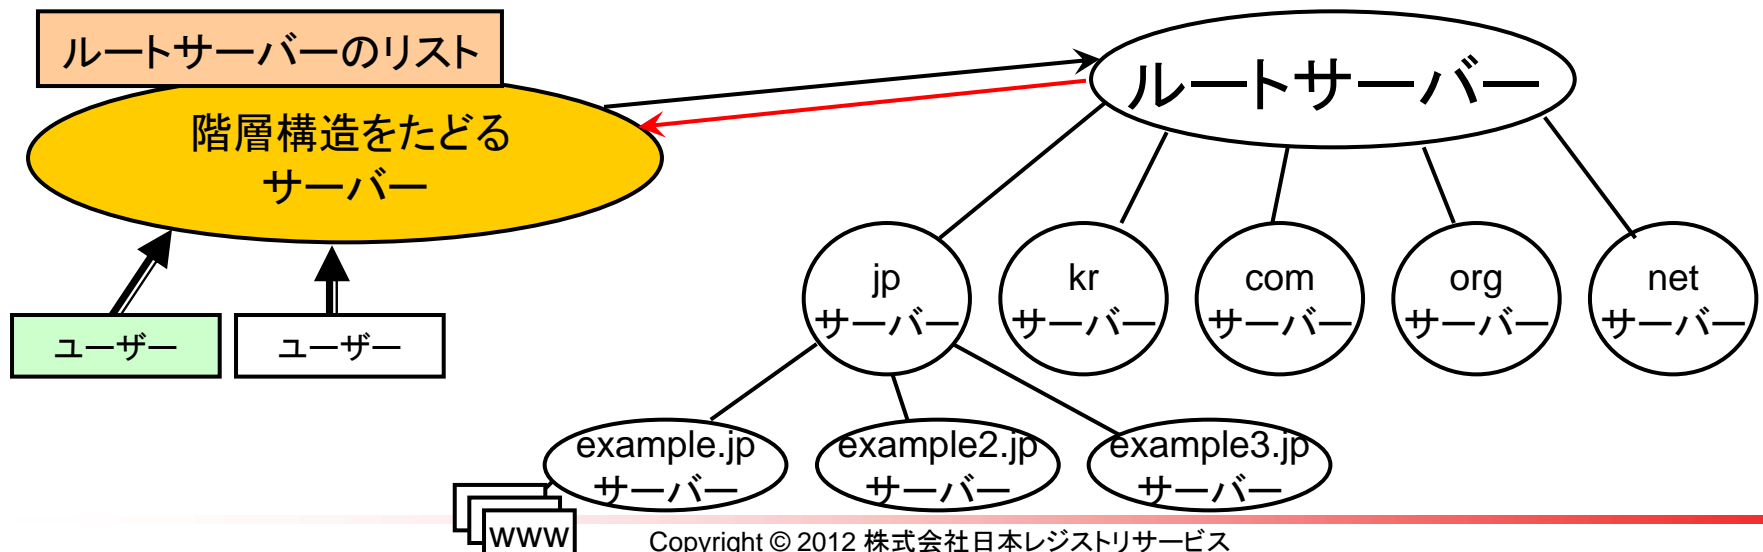 ルートサーバーのリスト
階層構造をたどる
サーバー
ユーザー
ユーザー
ルートサーバー
jp
サーバー
kr
サーバー
com
サーバー
org
サーバー
net
サーバー
example.jp
サーバー
example2.jp
サーバー
example3.jp
サーバー
www
Copyright © 2012 株式会社日本レジストリサービス